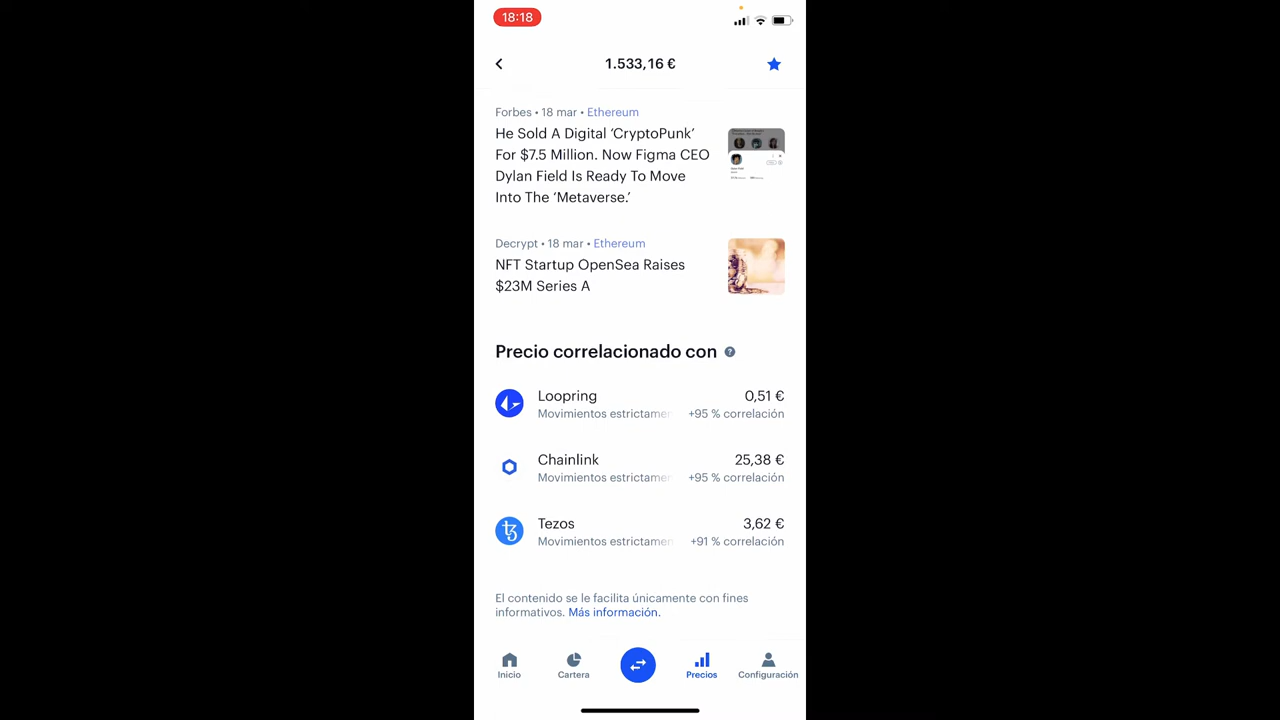 18:18
1.533,16 €
Forbes • 18 mar • Ethereum
He Sold A Digital ‘CryptoPunk’
For $7.5 Million. Now Figma CEO
Dylan Field Is Ready To Move
Into The ‘Metaverse.’
Decrypt • 18 mar • Ethereum
NFT Startup OpenSea Raises
$23M Series A
Precio correlacionado con ?
Loopring 0,51 €
Movimientos estrictamen +95 % correlación
Chainlink 25,38 €
Movimientos estrictamen +95 % correlación
Tezos 3,62 €
Movimientos estrictamen +91 % correlación
El contenido se le facilita únicamente con fines
informativos. Más información.
Inicio Cartera Precios Configuración